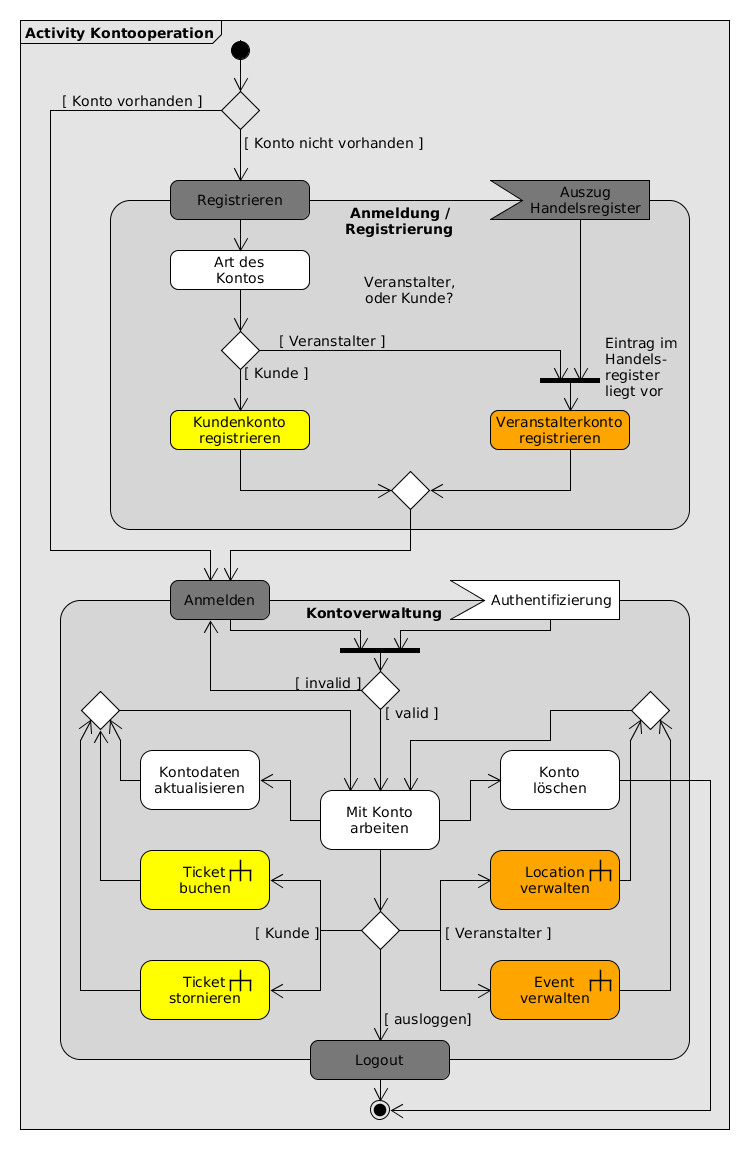 Activity Kontooperation
[ Konto vorhanden ]
[ Konto nicht vorhanden ]
Registrieren
Auszug
Handelsregister
Anmeldung /
Registrierung
Art des
Kontos
Veranstalter,
oder Kunde?
[ Veranstalter ]
[ Kunde ]
Eintrag im
Handels-
register
liegt vor
Kundenkonto
registrieren
Veranstalterkonto
registrieren
Anmelden
Kontoverwaltung
Authentifizierung
[ invalid ]
[ valid ]
Kontodaten
aktualisieren
Mit Konto
arbeiten
Konto
löschen
Ticket
buchen
Location
verwalten
[ Kunde ]
[ Veranstalter ]
Ticket
stornieren
Event
verwalten
[ ausloggen]
Logout